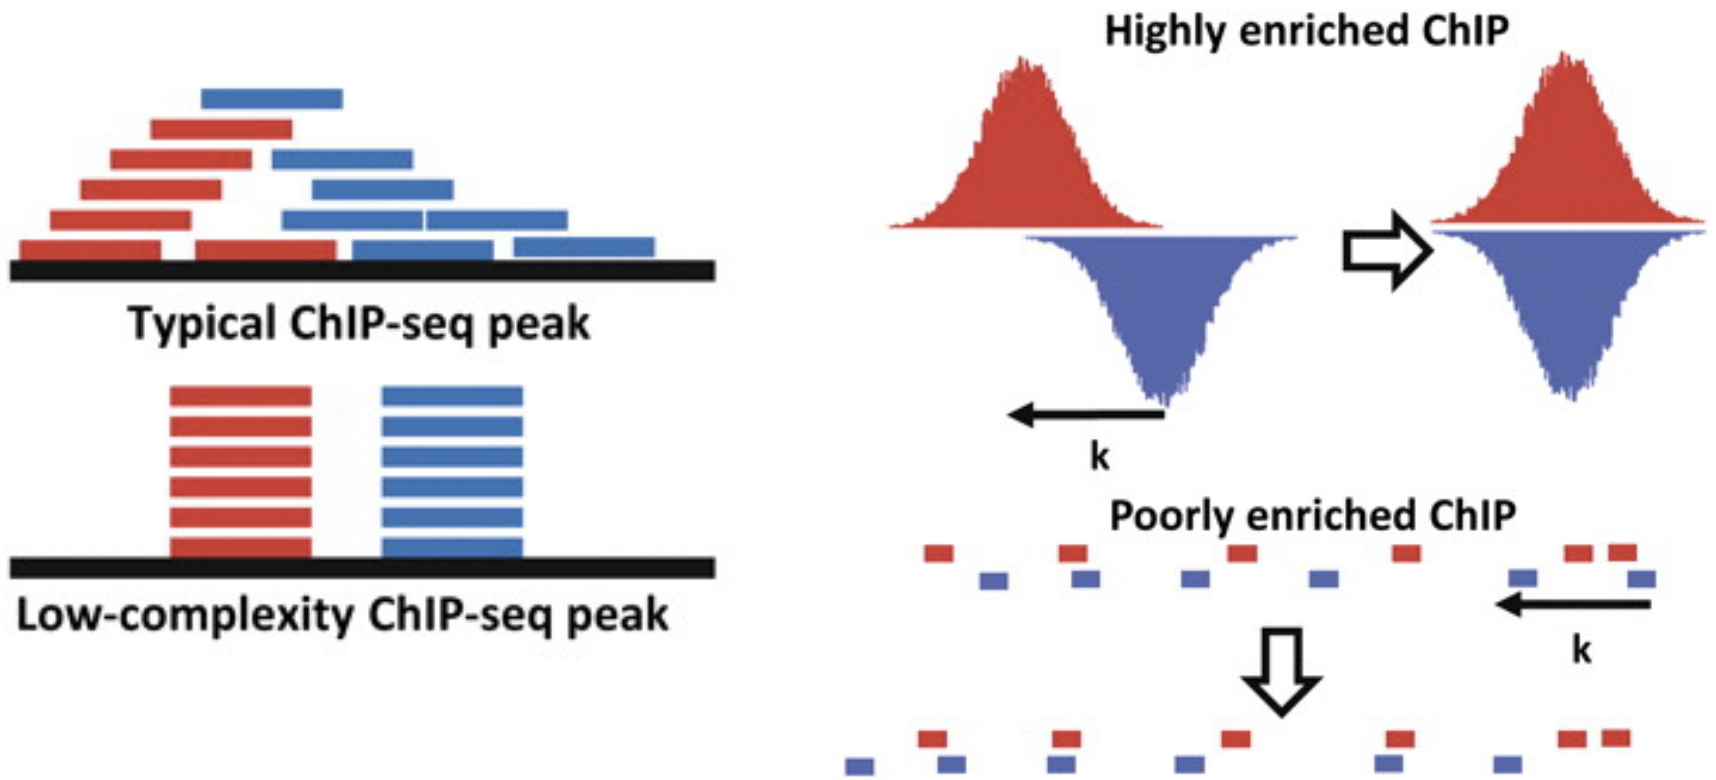 Typical ChIP-seq peak
Low-complexity ChIP-seq peak
Highly enriched ChIP
k
Poorly enriched ChIP
k